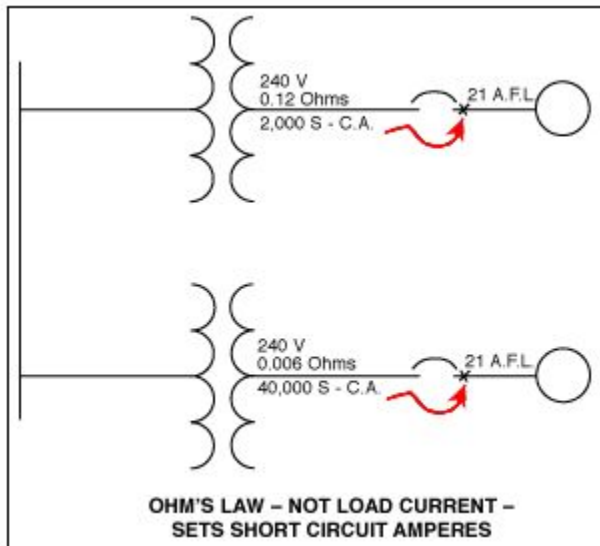 240 V
0.12 Ohms
2,000 S - C.A.
21 A.F.L.
240 V
0.006 Ohms
40,000 S - C.A.
21 A.F.L.
OHM'S LAW – NOT LOAD CURRENT –
SETS SHORT CIRCUIT AMPERES